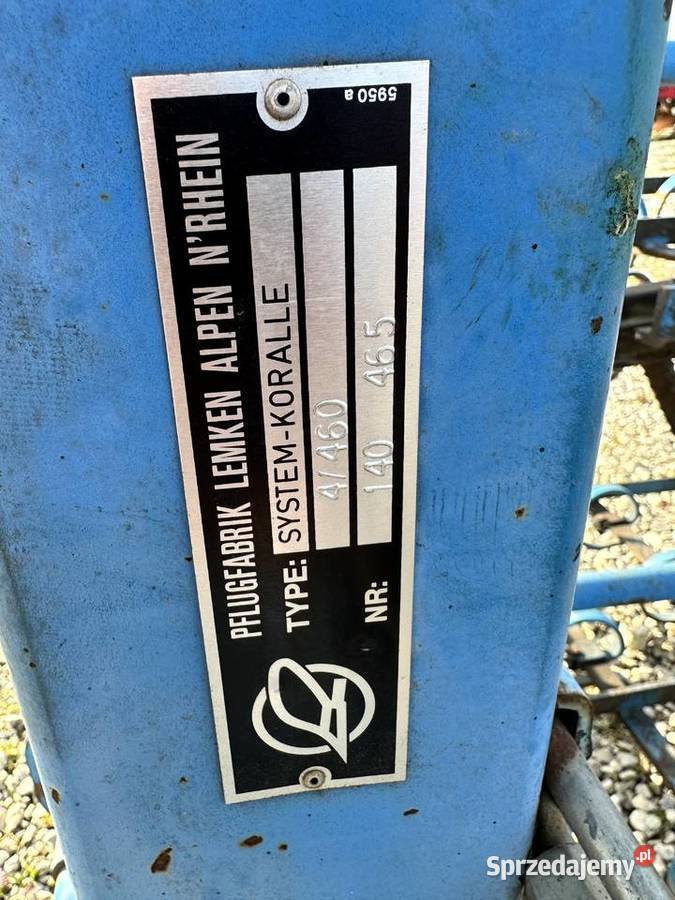 PFLUGFABRIK LEMKEN ALPEN N'RHEIN
TYPE: SYSTEM-KORALLE
4/460
NR: 140 465
5950 a
Sprzedajemy.pl